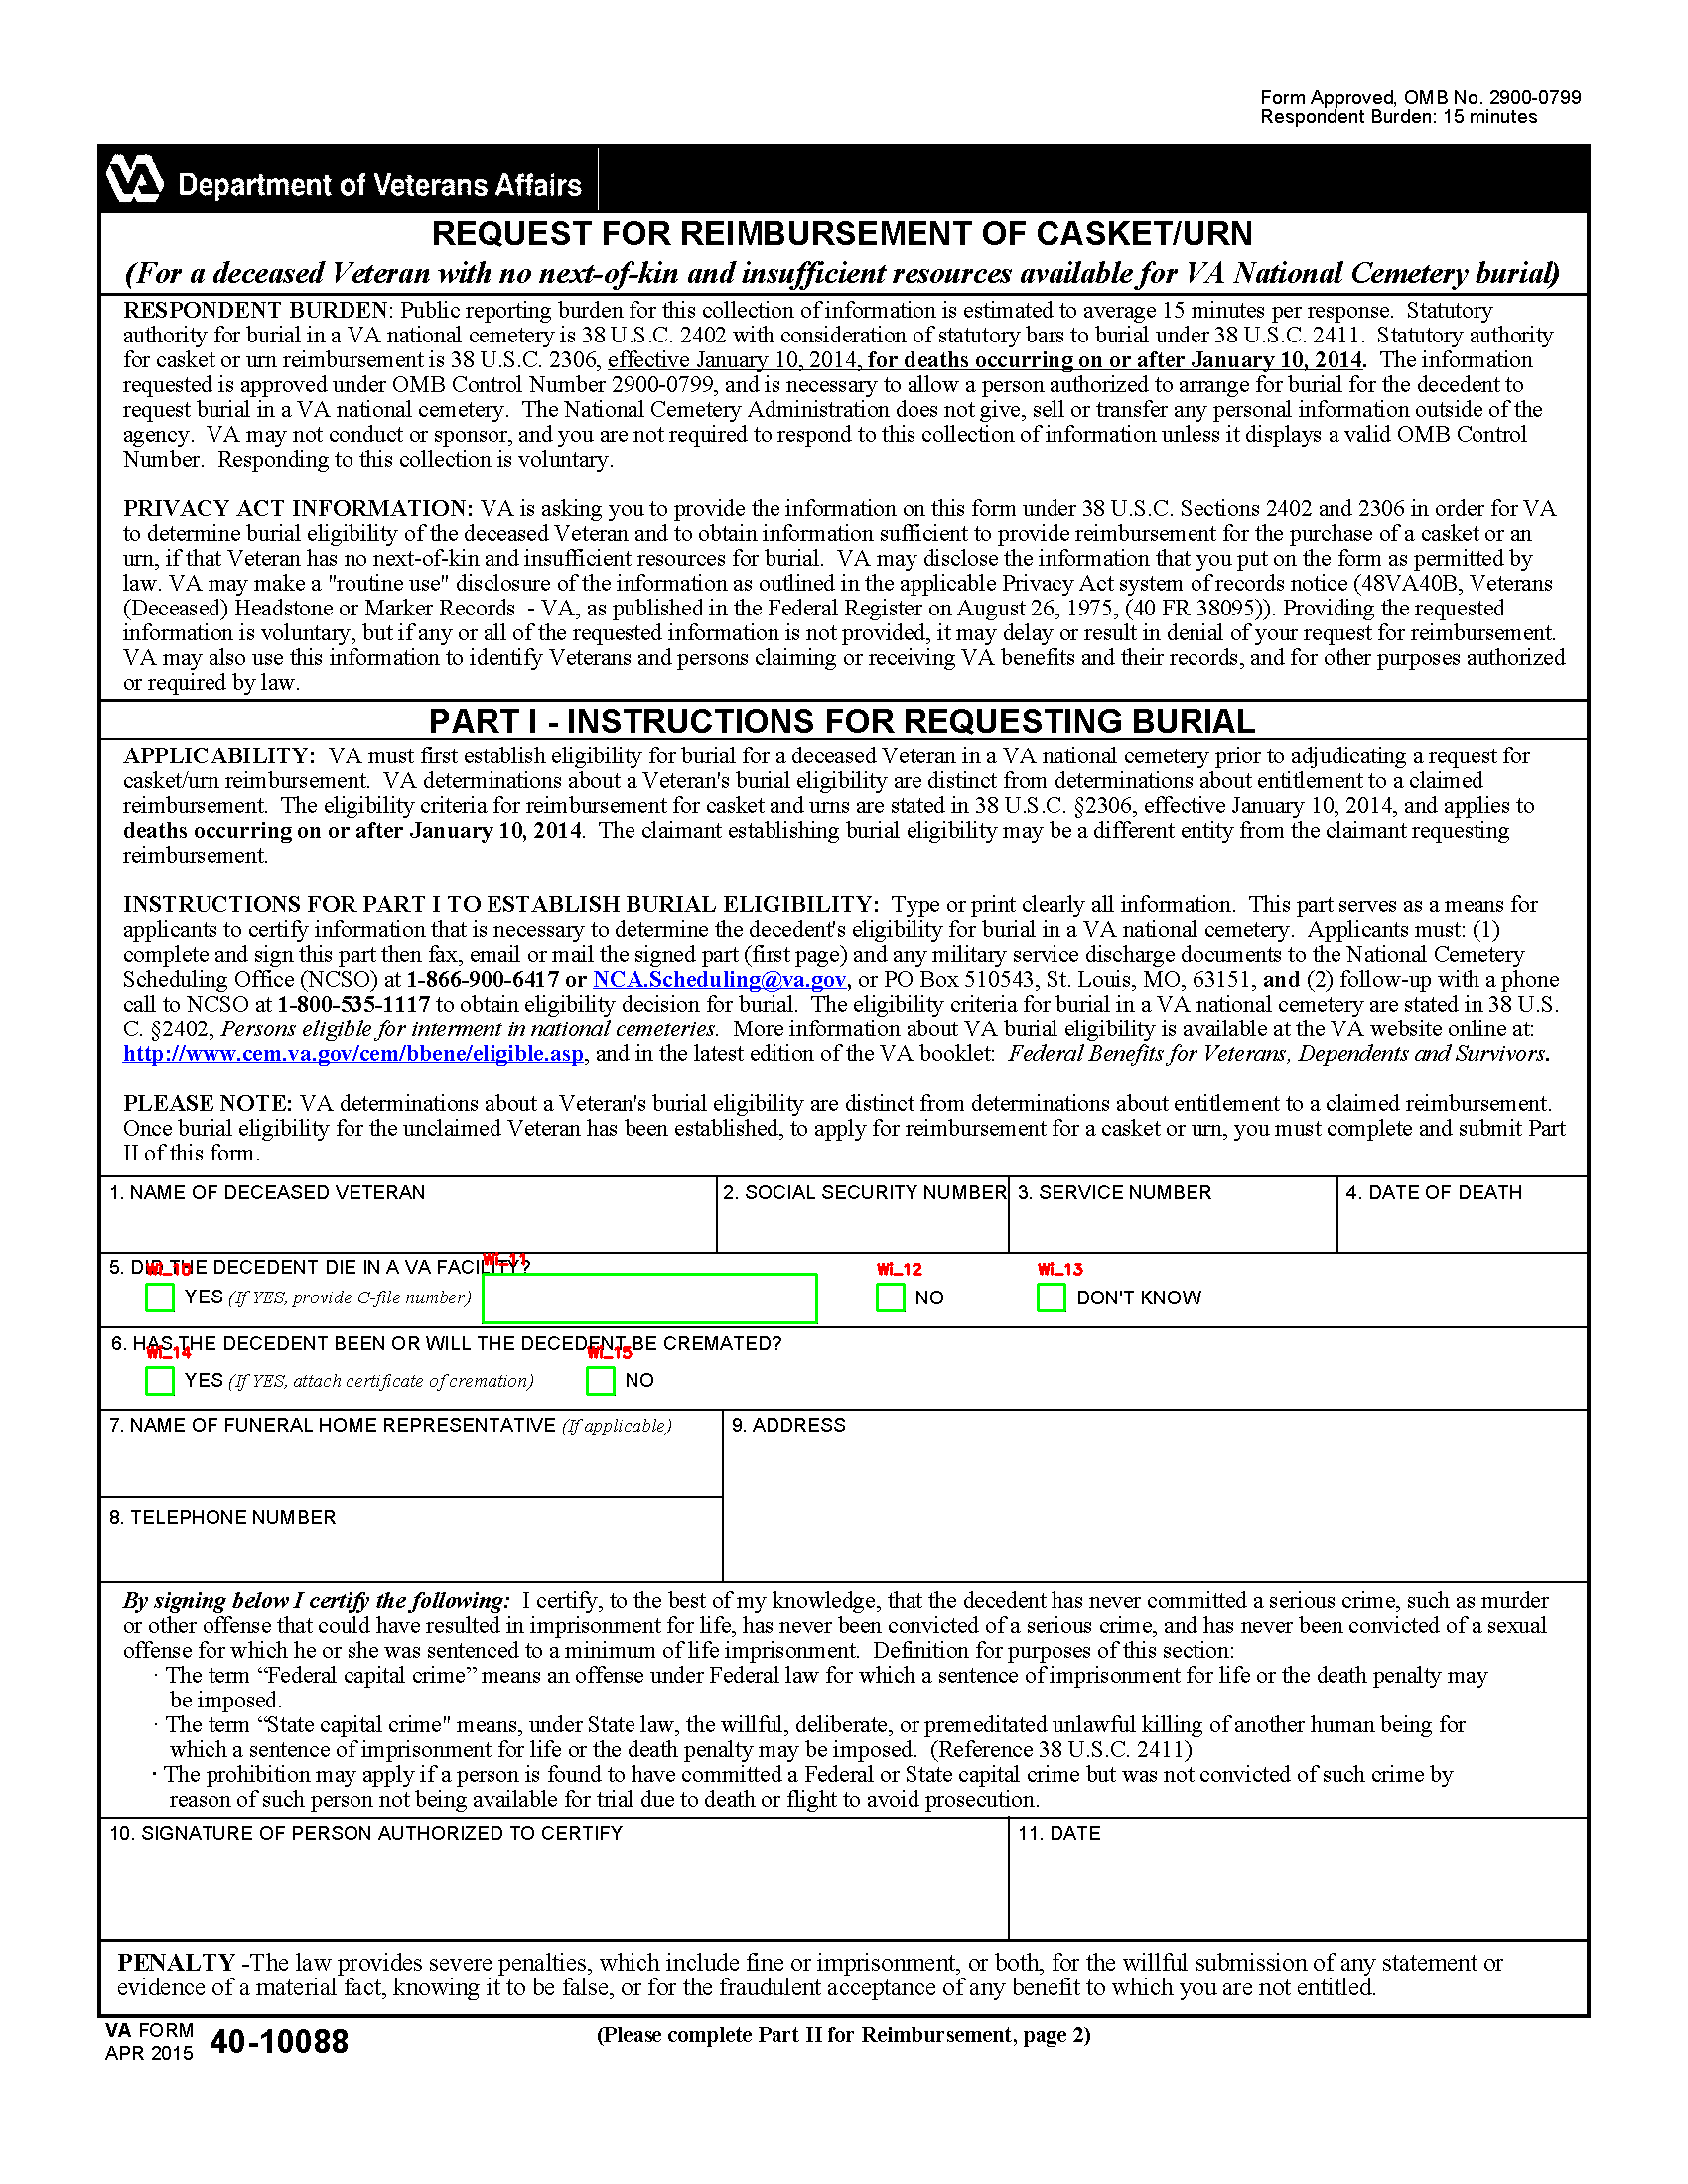 Form Approved, OMB No. 2900-0799
Respondent Burden: 15 minutes
VA Department of Veterans Affairs
REQUEST FOR REIMBURSEMENT OF CASKET/URN
(For a deceased Veteran with no next-of-kin and insufficient resources available for VA National Cemetery burial)
RESPONDENT BURDEN: Public reporting burden for this collection of information is estimated to average 15 minutes per response. Statutory
authority for burial in a VA national cemetery is 38 U.S.C. 2402 with consideration of statutory bars to burial under 38 U.S.C. 2411. Statutory authority
for casket or urn reimbursement is 38 U.S.C. 2306, effective January 10, 2014, for deaths occurring on or after January 10, 2014. The information
requested is approved under OMB Control Number 2900-0799, and is necessary to allow a person authorized to arrange for burial for the decedent to
request burial in a VA national cemetery. The National Cemetery Administration does not give, sell or transfer any personal information outside of the
agency. VA may not conduct or sponsor, and you are not required to respond to this collection of information unless it displays a valid OMB Control
Number. Responding to this collection is voluntary.
PRIVACY ACT INFORMATION: VA is asking you to provide the information on this form under 38 U.S.C. Sections 2402 and 2306 in order for VA
to determine burial eligibility of the deceased Veteran and to obtain information sufficient to provide reimbursement for the purchase of a casket or an
urn, if that Veteran has no next-of-kin and insufficient resources for burial. VA may disclose the information that you put on the form as permitted by
law. VA may make a "routine use" disclosure of the information as outlined in the applicable Privacy Act system of records notice (48VA40B, Veterans
(Deceased) Headstone or Marker Records - VA, as published in the Federal Register on August 26, 1975, (40 FR 38095)). Providing the requested
information is voluntary, but if any or all of the requested information is not provided, it may delay or result in denial of your request for reimbursement.
VA may also use this information to identify Veterans and persons claiming or receiving VA benefits and their records, and for other purposes authorized
or required by law.
PART I - INSTRUCTIONS FOR REQUESTING BURIAL
APPLICABILITY: VA must first establish eligibility for burial for a deceased Veteran in a VA national cemetery prior to adjudicating a request for
casket/urn reimbursement. VA determinations about a Veteran's burial eligibility are distinct from determinations about entitlement to a claimed
reimbursement. The eligibility criteria for reimbursement for casket and urns are stated in 38 U.S.C. §2306, effective January 10, 2014, and applies to
deaths occurring on or after January 10, 2014. The claimant establishing burial eligibility may be a different entity from the claimant requesting
reimbursement.
INSTRUCTIONS FOR PART I TO ESTABLISH BURIAL ELIGIBILITY: Type or print clearly all information. This part serves as a means for
applicants to certify information that is necessary to determine the decedent's eligibility for burial in a VA national cemetery. Applicants must: (1)
complete and sign this part then fax, email or mail the signed part (first page) and any military service discharge documents to the National Cemetery
Scheduling Office (NCSO) at 1-866-900-6417 or NCA.Scheduling@va.gov, or PO Box 510543, St. Louis, MO, 63151, and (2) follow-up with a phone
call to NCSO at 1-800-535-1117 to obtain eligibility decision for burial. The eligibility criteria for burial in a VA national cemetery are stated in 38 U.S.
C. §2402, Persons eligible for interment in national cemeteries. More information about VA burial eligibility is available at the VA website online at:
http://www.cem.va.gov/cem/bbene/eligible.asp, and in the latest edition of the VA booklet: Federal Benefits for Veterans, Dependents and Survivors.
PLEASE NOTE: VA determinations about a Veteran's burial eligibility are distinct from determinations about entitlement to a claimed reimbursement.
Once burial eligibility for the unclaimed Veteran has been established, to apply for reimbursement for a casket or urn, you must complete and submit Part
II of this form.
1. NAME OF DECEASED VETERAN 2. SOCIAL SECURITY NUMBER 3. SERVICE NUMBER 4. DATE OF DEATH
5. DID THE DECEDENT DIE IN A VA FACILITY?
Wi_10 Wi_11 Wi_12 Wi_13
YES (If YES, provide C-file number) NO DON'T KNOW
6. HAS THE DECEDENT BEEN OR WILL THE DECEDENT BE CREMATED?
Wi_14 Wi_15
YES (If YES, attach certificate of cremation) NO
7. NAME OF FUNERAL HOME REPRESENTATIVE (If applicable) 9. ADDRESS
8. TELEPHONE NUMBER
By signing below I certify the following: I certify, to the best of my knowledge, that the decedent has never committed a serious crime, such as murder
or other offense that could have resulted in imprisonment for life, has never been convicted of a serious crime, and has never been convicted of a sexual
offense for which he or she was sentenced to a minimum of life imprisonment. Definition for purposes of this section:
· The term “Federal capital crime” means an offense under Federal law for which a sentence of imprisonment for life or the death penalty may
be imposed.
· The term “State capital crime" means, under State law, the willful, deliberate, or premeditated unlawful killing of another human being for
which a sentence of imprisonment for life or the death penalty may be imposed. (Reference 38 U.S.C. 2411)
· The prohibition may apply if a person is found to have committed a Federal or State capital crime but was not convicted of such crime by
reason of such person not being available for trial due to death or flight to avoid prosecution.
10. SIGNATURE OF PERSON AUTHORIZED TO CERTIFY 11. DATE
PENALTY -The law provides severe penalties, which include fine or imprisonment, or both, for the willful submission of any statement or
evidence of a material fact, knowing it to be false, or for the fraudulent acceptance of any benefit to which you are not entitled.
VA FORM
APR 2015 40-10088 (Please complete Part II for Reimbursement, page 2)